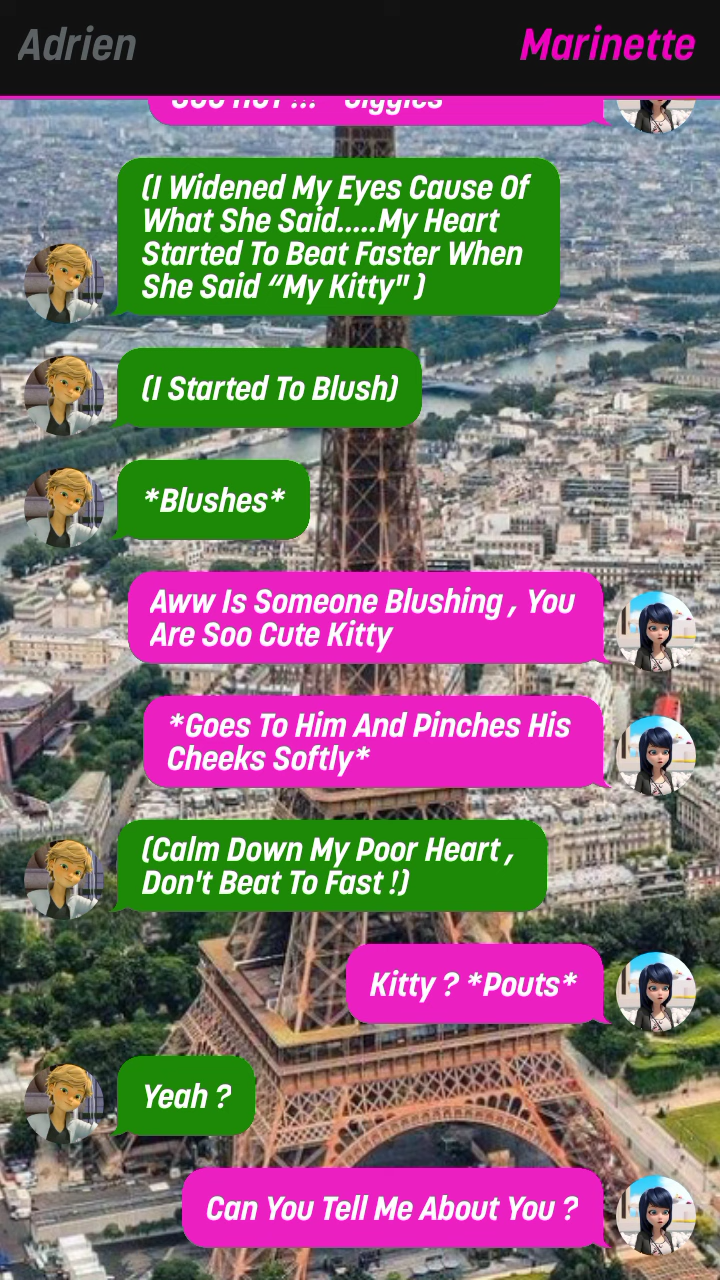 Adrien
Marinette
Soo HOT ... *Giggles*
(I Widened My Eyes Cause Of
What She Said.....My Heart
Started To Beat Faster When
She Said “My Kitty" )
(I Started To Blush)
*Blushes*
Aww Is Someone Blushing , You
Are Soo Cute Kitty
*Goes To Him And Pinches His
Cheeks Softly*
(Calm Down My Poor Heart ,
Don't Beat To Fast !)
Kitty ? *Pouts*
Yeah ?
Can You Tell Me About You ?